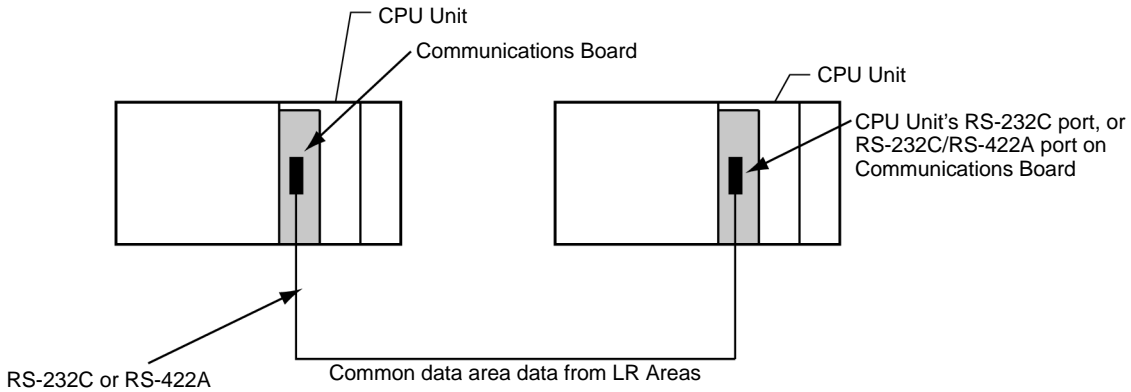 CPU Unit
Communications Board
CPU Unit
CPU Unit's RS-232C port, or
RS-232C/RS-422A port on
Communications Board
RS-232C or RS-422A
Common data area data from LR Areas